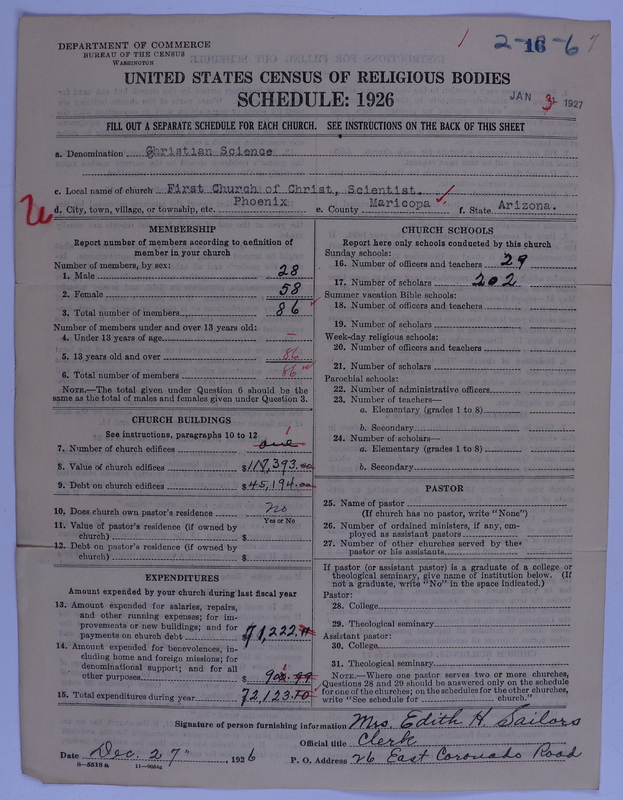 DEPARTMENT OF COMMERCE
BUREAU OF THE CENSUS
WASHINGTON
2-8-67
16
UNITED STATES CENSUS OF RELIGIOUS BODIES
SCHEDULE: 1926
JAN 3 1927
FILL OUT A SEPARATE SCHEDULE FOR EACH CHURCH. SEE INSTRUCTIONS ON THE BACK OF THIS SHEET
a. Denomination Christian Science
c. Local name of church First Church of Christ, Scientist.
d. City, town, village, or township, etc. Phoenix e. County Maricopa f. State Arizona.
MEMBERSHIP
Report number of members according to definition of
member in your church
Number of members, by sex:
1. Male 28
2. Female 58
3. Total number of members 86
Number of members under and over 13 years old:
4. Under 13 years of age —
5. 13 years old and over 86
6. Total number of members 86
NOTE.—The total given under Question 6 should be the
same as the total of males and females given under Question 3.
CHURCH BUILDINGS
See instructions, paragraphs 10 to 12
7. Number of church edifices one 1
8. Value of church edifices $117,393.00
9. Debt on church edifices $45,194.00
10. Does church own pastor's residence No
Yes or No
11. Value of pastor's residence (if owned by
church) $
12. Debt on pastor's residence (if owned by
church) $
EXPENDITURES
Amount expended by your church during last fiscal year
13. Amount expended for salaries, repairs,
and other running expenses; for im-
provements or new buildings; and for
payments on church debt $71,222.11
14. Amount expended for benevolences, in-
cluding home and foreign missions; for
denominational support; and for all
other purposes $
15. Total expenditures during year 72,123.10
CHURCH SCHOOLS
Report here only schools conducted by this church
Sunday schools:
16. Number of officers and teachers 29
17. Number of scholars 202
Summer vacation Bible schools:
18. Number of officers and teachers
19. Number of scholars
Week-day religious schools:
20. Number of officers and teachers
21. Number of scholars
Parochial schools:
22. Number of administrative officers
23. Number of teachers—
a. Elementary (grades 1 to 8)
b. Secondary
24. Number of scholars—
a. Elementary (grades 1 to 8)
b. Secondary
PASTOR
25. Name of pastor
(If church has no pastor, write "None")
26. Number of ordained ministers, if any, em-
ployed as assistant pastors
27. Number of other churches served by the
pastor or his assistants
If pastor (or assistant pastor) is a graduate of a college or
theological seminary, give name of institution below. (If
not a graduate, write "No" in the space indicated.)
Pastor:
28. College
29. Theological seminary
Assistant pastor:
30. College
31. Theological seminary
NOTE.—Where one pastor serves two or more churches,
Questions 28 and 29 should be answered only on the schedule
for one of the churches; on the schedules for the other churches,
write "See schedule for church."
Signature of person furnishing information Mrs. Edith H. Sailors
Official title Clerk
Date Dec. 27", 1926 P. O. Address 26 East Coronado Road
8-5516a